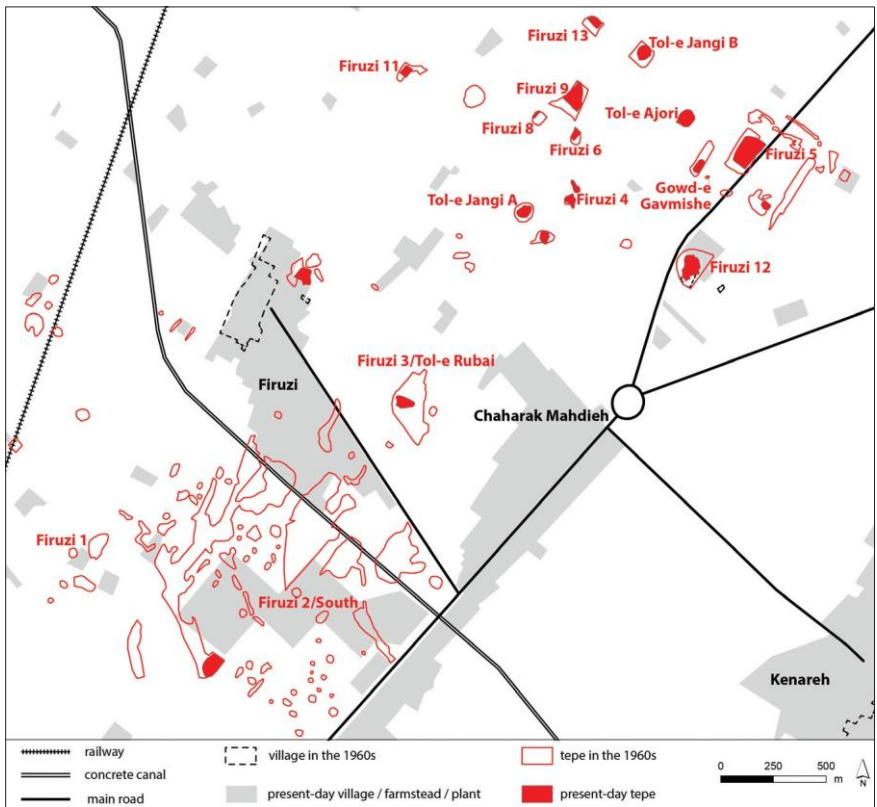 Firuzi 13
Tol-e Jangi B
Firuzi 11
Firuzi 9
Firuzi 8
Tol-e Ajori
Firuzi 6
Firuzi 5
Gowd-e
Gavmishe
Tol-e Jangi A
Firuzi 4
Firuzi 12
Firuzi 3/Tol-e Rubai
Firuzi
Chaharak Mahdieh
Firuzi 1
Firuzi 2/South
Kenareh
railway
concrete canal
main road
village in the 1960s
present-day village / farmstead / plant
tepe in the 1960s
present-day tepe
0 250 500 m
N